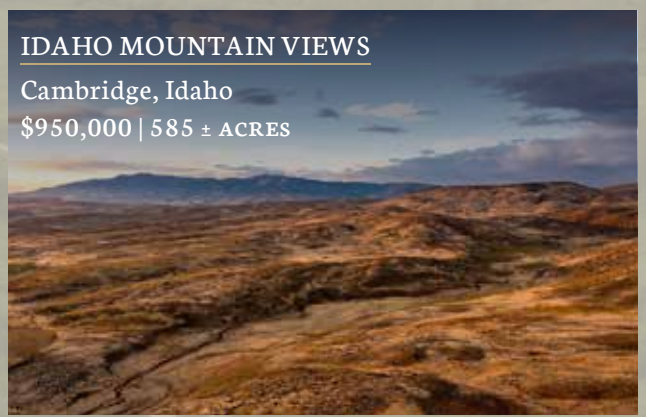 IDAHO MOUNTAIN VIEWS
Cambridge, Idaho
$950,000 | 585 ± ACRES